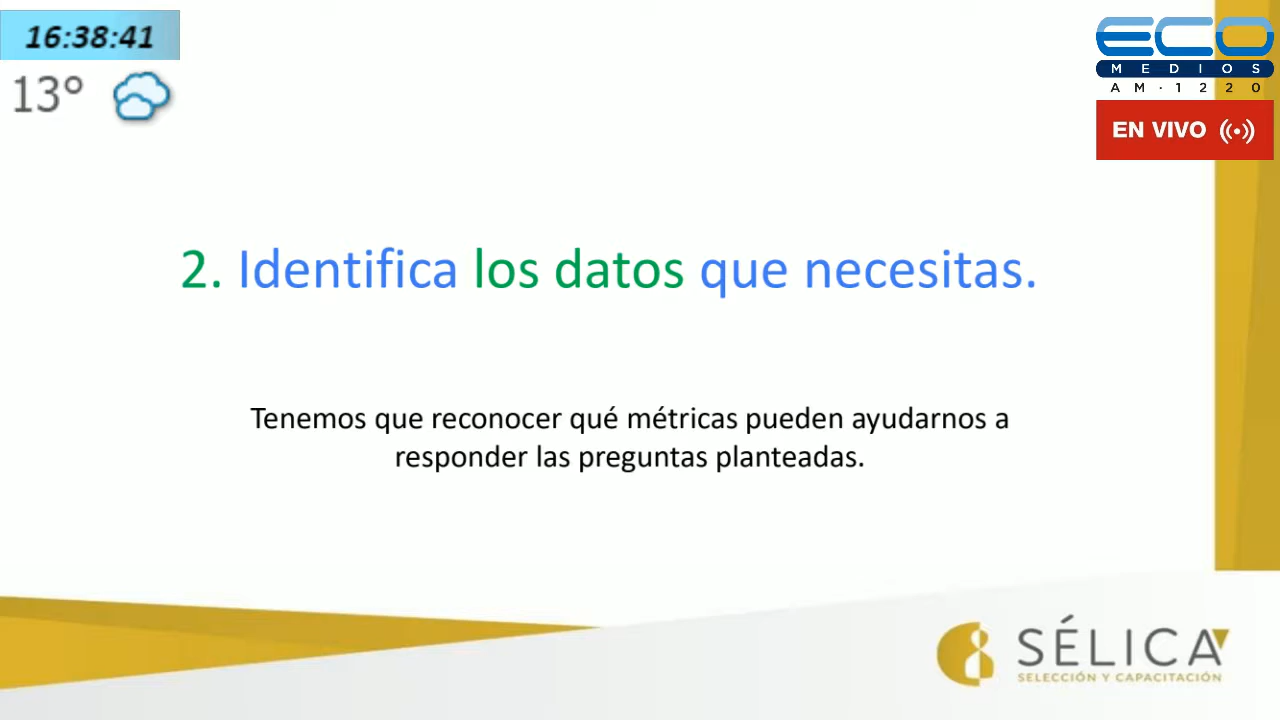 16:38:41
13°
ECO
MEDIOS
AM·1220
EN VIVO
2. Identifica los datos que necesitas.
Tenemos que reconocer qué métricas pueden ayudarnos a
responder las preguntas planteadas.
SÉLICA
SELECCIÓN Y CAPACITACIÓN